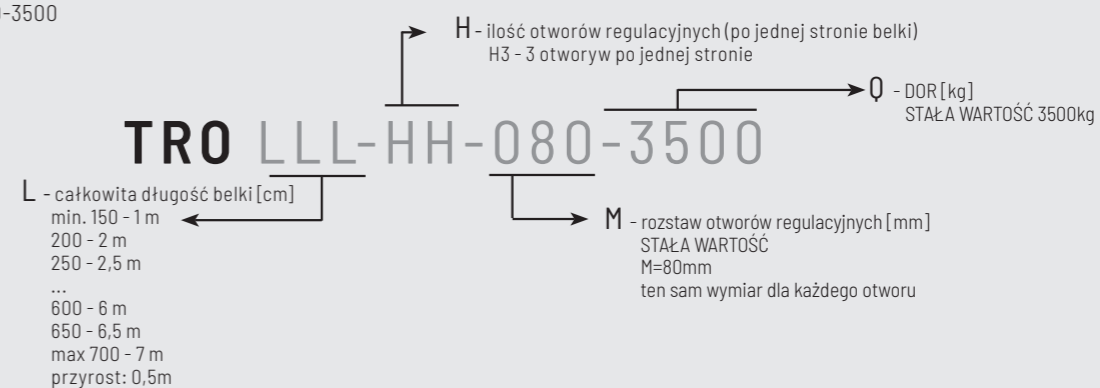 -3500
H - ilość otworów regulacyjnych (po jednej stronie belki)
H3 - 3 otworyw po jednej stronie
Q - DOR [kg]
STAŁA WARTOŚĆ 3500kg
TRO LLL-HH-080-3500
L - całkowita długość belki [cm]
min. 150 - 1 m
200 - 2 m
250 - 2,5 m
...
600 - 6 m
650 - 6,5 m
max 700 - 7 m
przyrost: 0,5m
M - rozstaw otworów regulacyjnych [mm]
STAŁA WARTOŚĆ
M=80mm
ten sam wymiar dla każdego otworu